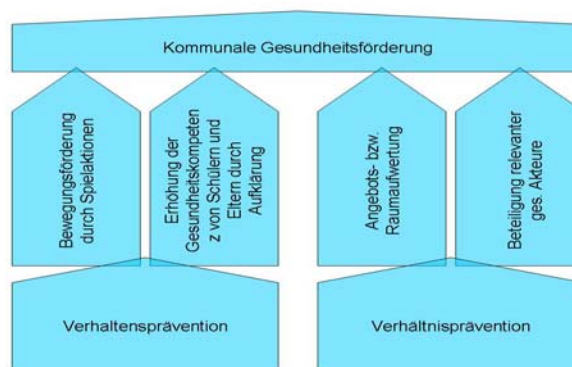 Kommunale Gesundheitsförderung
Bewegungsförderung
durch Spielaktionen
Erhöhung der
Gesundheitskompeten
z von Schülern und
Eltern durch
Aufklärung
Angebots- bzw.
Raumaufwertung
Beteiligung relevanter
ges. Akteure
Verhaltensprävention
Verhältnisprävention